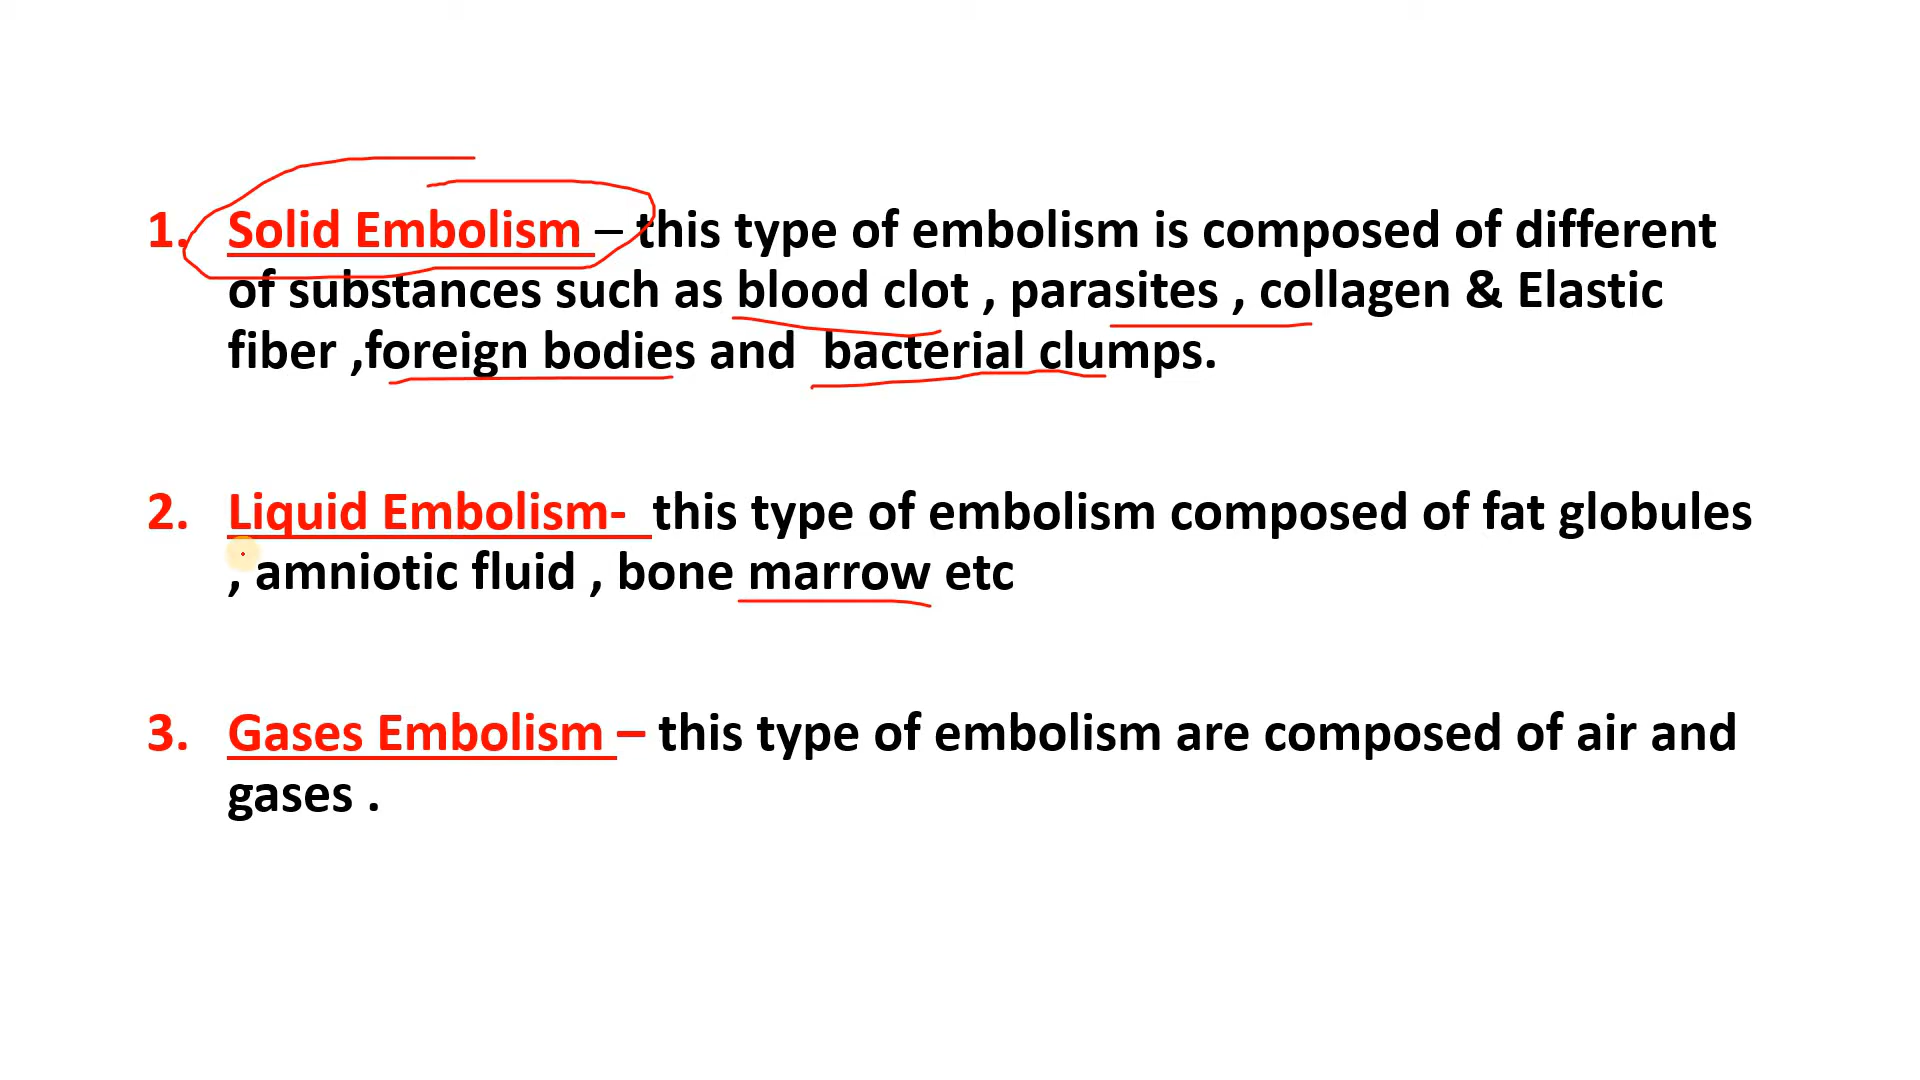 1. Solid Embolism – this type of embolism is composed of different
of substances such as blood clot , parasites , collagen & Elastic
fiber ,foreign bodies and bacterial clumps.
2. Liquid Embolism- this type of embolism composed of fat globules
, amniotic fluid , bone marrow etc
3. Gases Embolism – this type of embolism are composed of air and
gases .